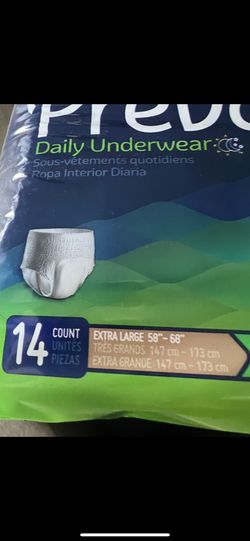 Daily Underwear
Sous-vêtements quotidiens
Ropa Interior Diaria
14 COUNT
UNITÉS
PIEZAS
EXTRA LARGE 58" - 68"
TRÈS GRANDS 147 cm - 173 cm
EXTRA GRANDE 147 cm - 173 cm